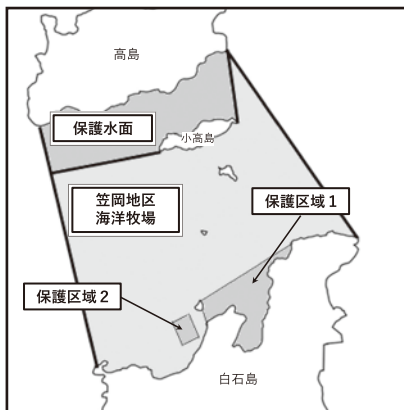 高島
保護水面
小高島
笠岡地区
海洋牧場
保護区域１
保護区域２
白石島